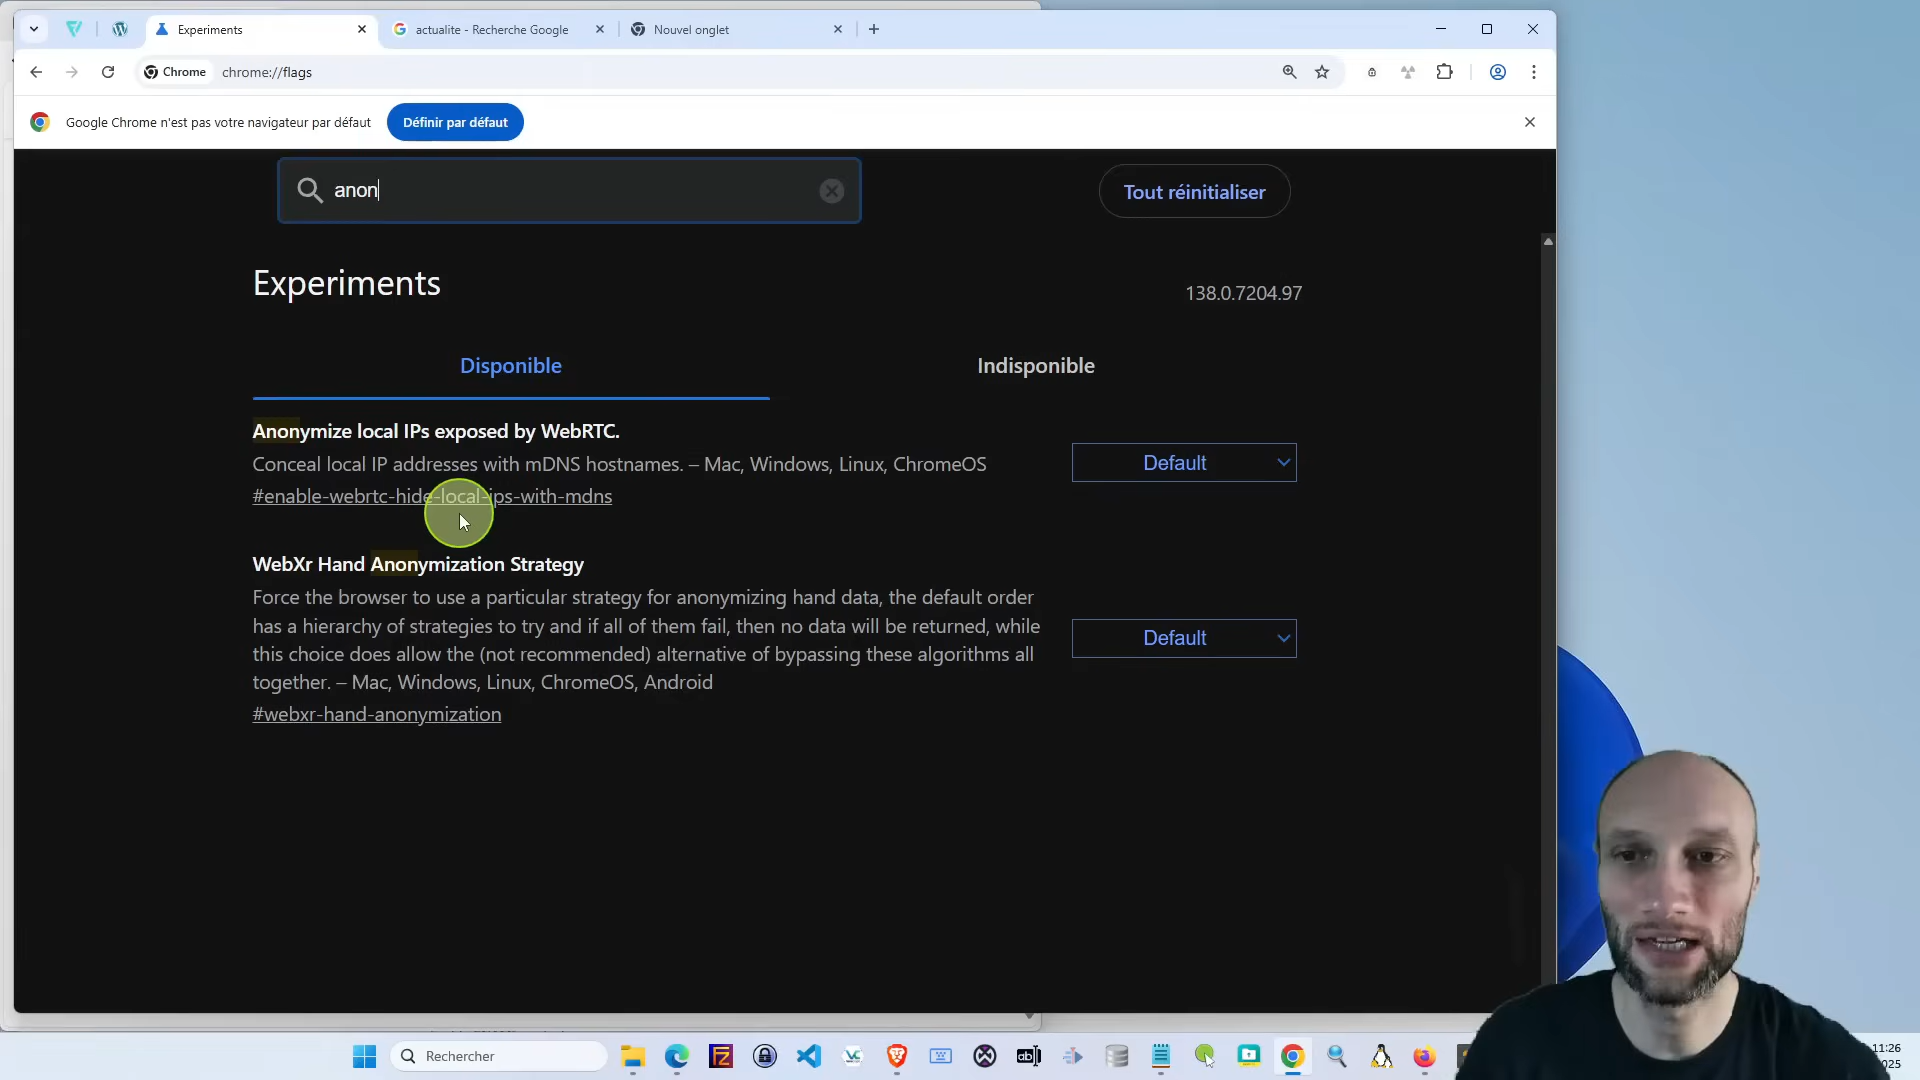 Experiments
actualite - Recherche Google
Nouvel onglet
Chrome
chrome://flags
Google Chrome n'est pas votre navigateur par défaut
Définir par défaut
anon
Tout réinitialiser
Experiments
138.0.7204.97
Disponible
Indisponible
Anonymize local IPs exposed by WebRTC.
Conceal local IP addresses with mDNS hostnames. – Mac, Windows, Linux, ChromeOS
#enable-webrtc-hide-local-ips-with-mdns
Default
WebXr Hand Anonymization Strategy
Force the browser to use a particular strategy for anonymizing hand data, the default order
has a hierarchy of strategies to try and if all of them fail, then no data will be returned, while
this choice does allow the (not recommended) alternative of bypassing these algorithms all
together. – Mac, Windows, Linux, ChromeOS, Android
#webxr-hand-anonymization
Default
Rechercher
11:26